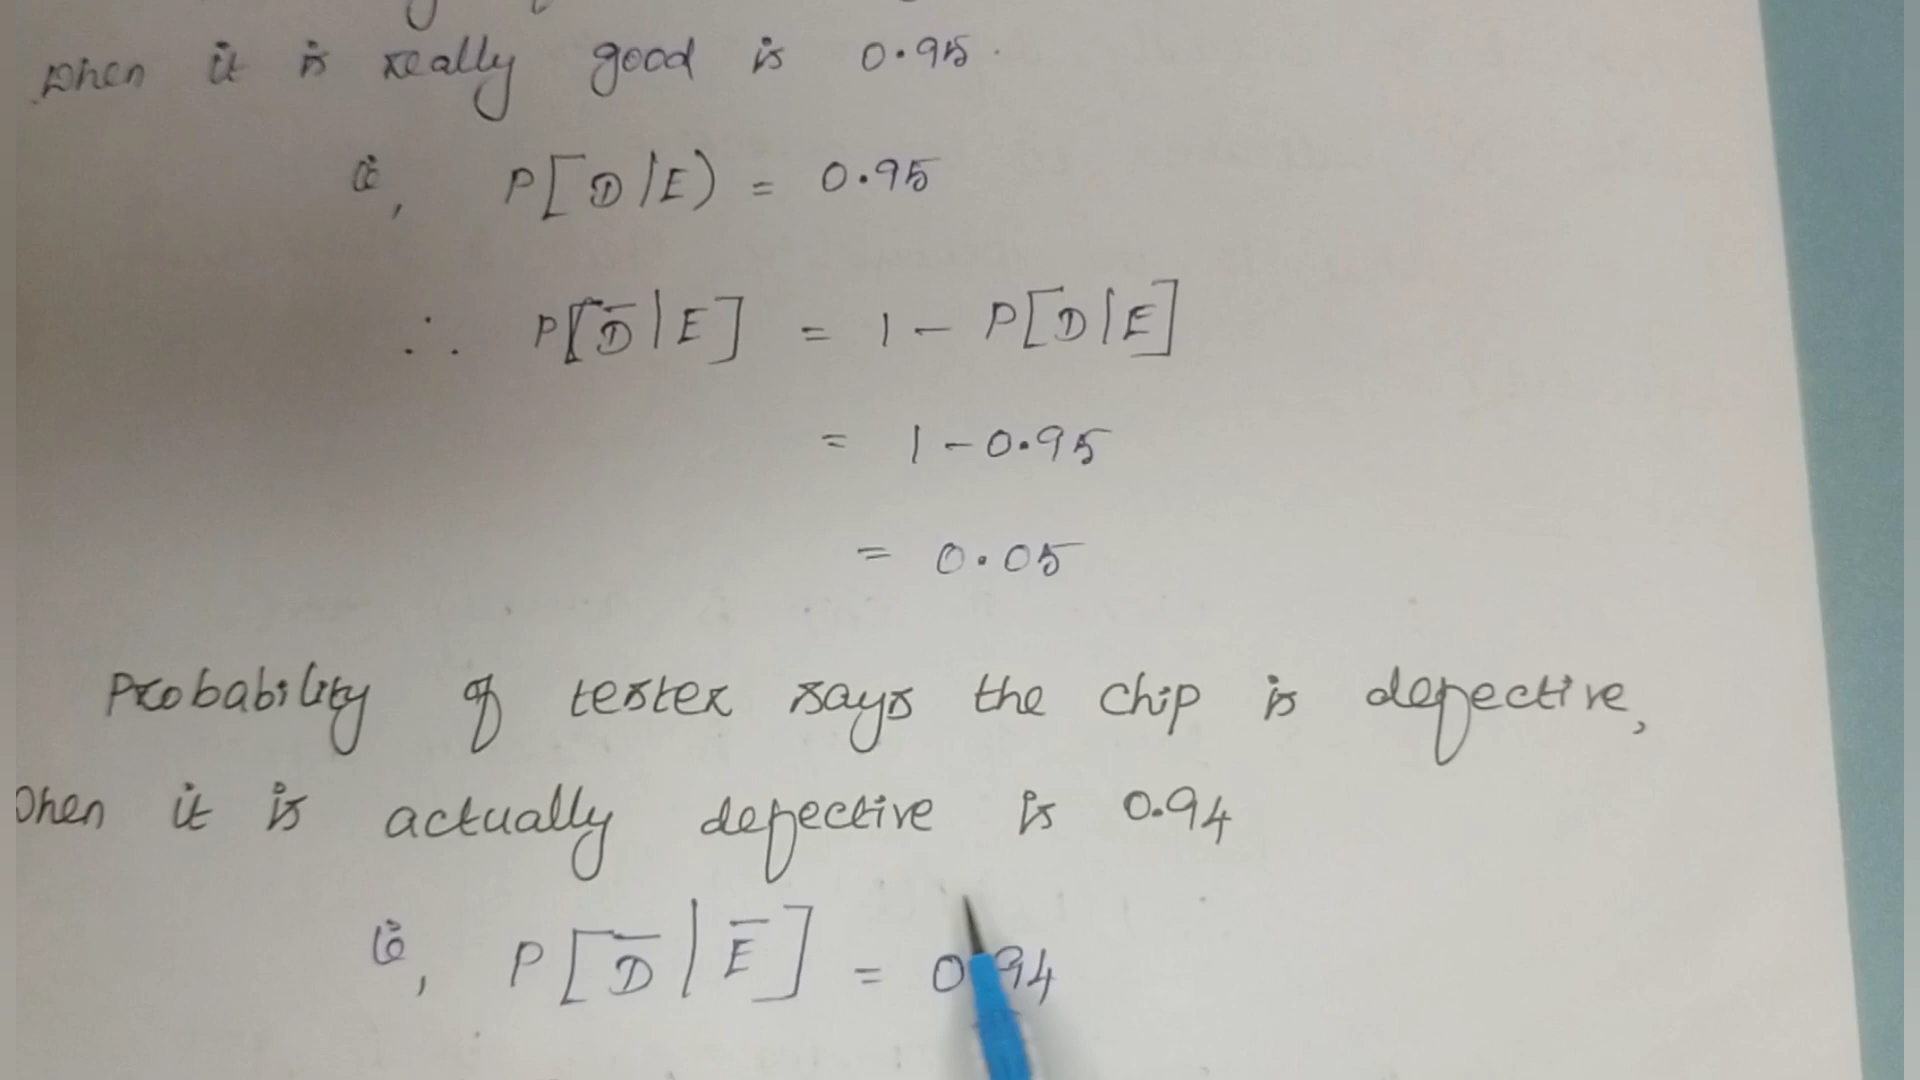 when it is really good is 0.95.
ie, P[D/E) = 0.95
∴ P[D̅|E] = 1 - P[D|E]
= 1 - 0.95
= 0.05
Probability of tester says the chip is defective,
when it is actually defective is 0.94
ie, P[D̅|E̅] = 0.94